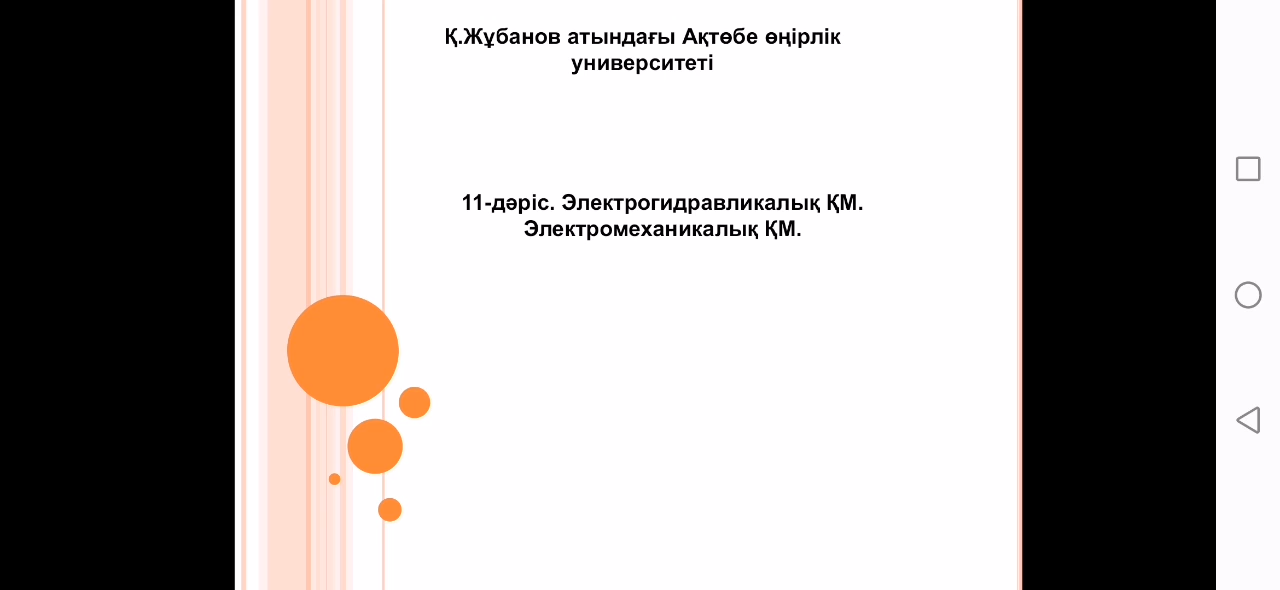 Қ.Жұбанов атындағы Ақтөбе өңірлік
университеті
11-дәріс. Электрогидравликалық ҚМ.
Электромеханикалық ҚМ.